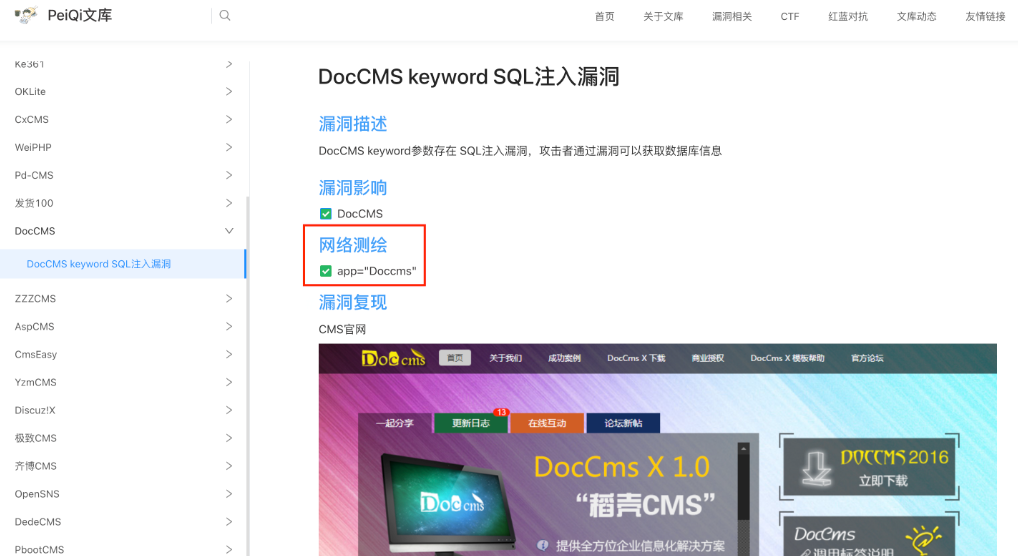 PeiQi文库
首页 关于文库 漏洞相关 CTF 红蓝对抗 文库动态 友情链接
Ke361
OKLite
CxCMS
WeiPHP
Pd-CMS
发货100
DocCMS
DocCMS keyword SQL注入漏洞
ZZZCMS
AspCMS
CmsEasy
YzmCMS
Discuz!X
极致CMS
齐博CMS
OpenSNS
DedeCMS
PbootCMS
DocCMS keyword SQL注入漏洞
漏洞描述
DocCMS keyword参数存在 SQL注入漏洞，攻击者通过漏洞可以获取数据库信息
漏洞影响
DocCMS
网络测绘
app="Doccms"
漏洞复现
CMS官网
Doccms 首页 关于我们 成功案例 DocCms X 下载 商业授权 DocCms X 模板帮助 官方论坛
一起分享 更新日志 13 在线互动 论坛新帖
Doccms
DocCms X 1.0
“稻壳CMS”
提供全方位企业信息化解决方案
DOCCMS 2016
立即下载
DocCms
调用标签说明